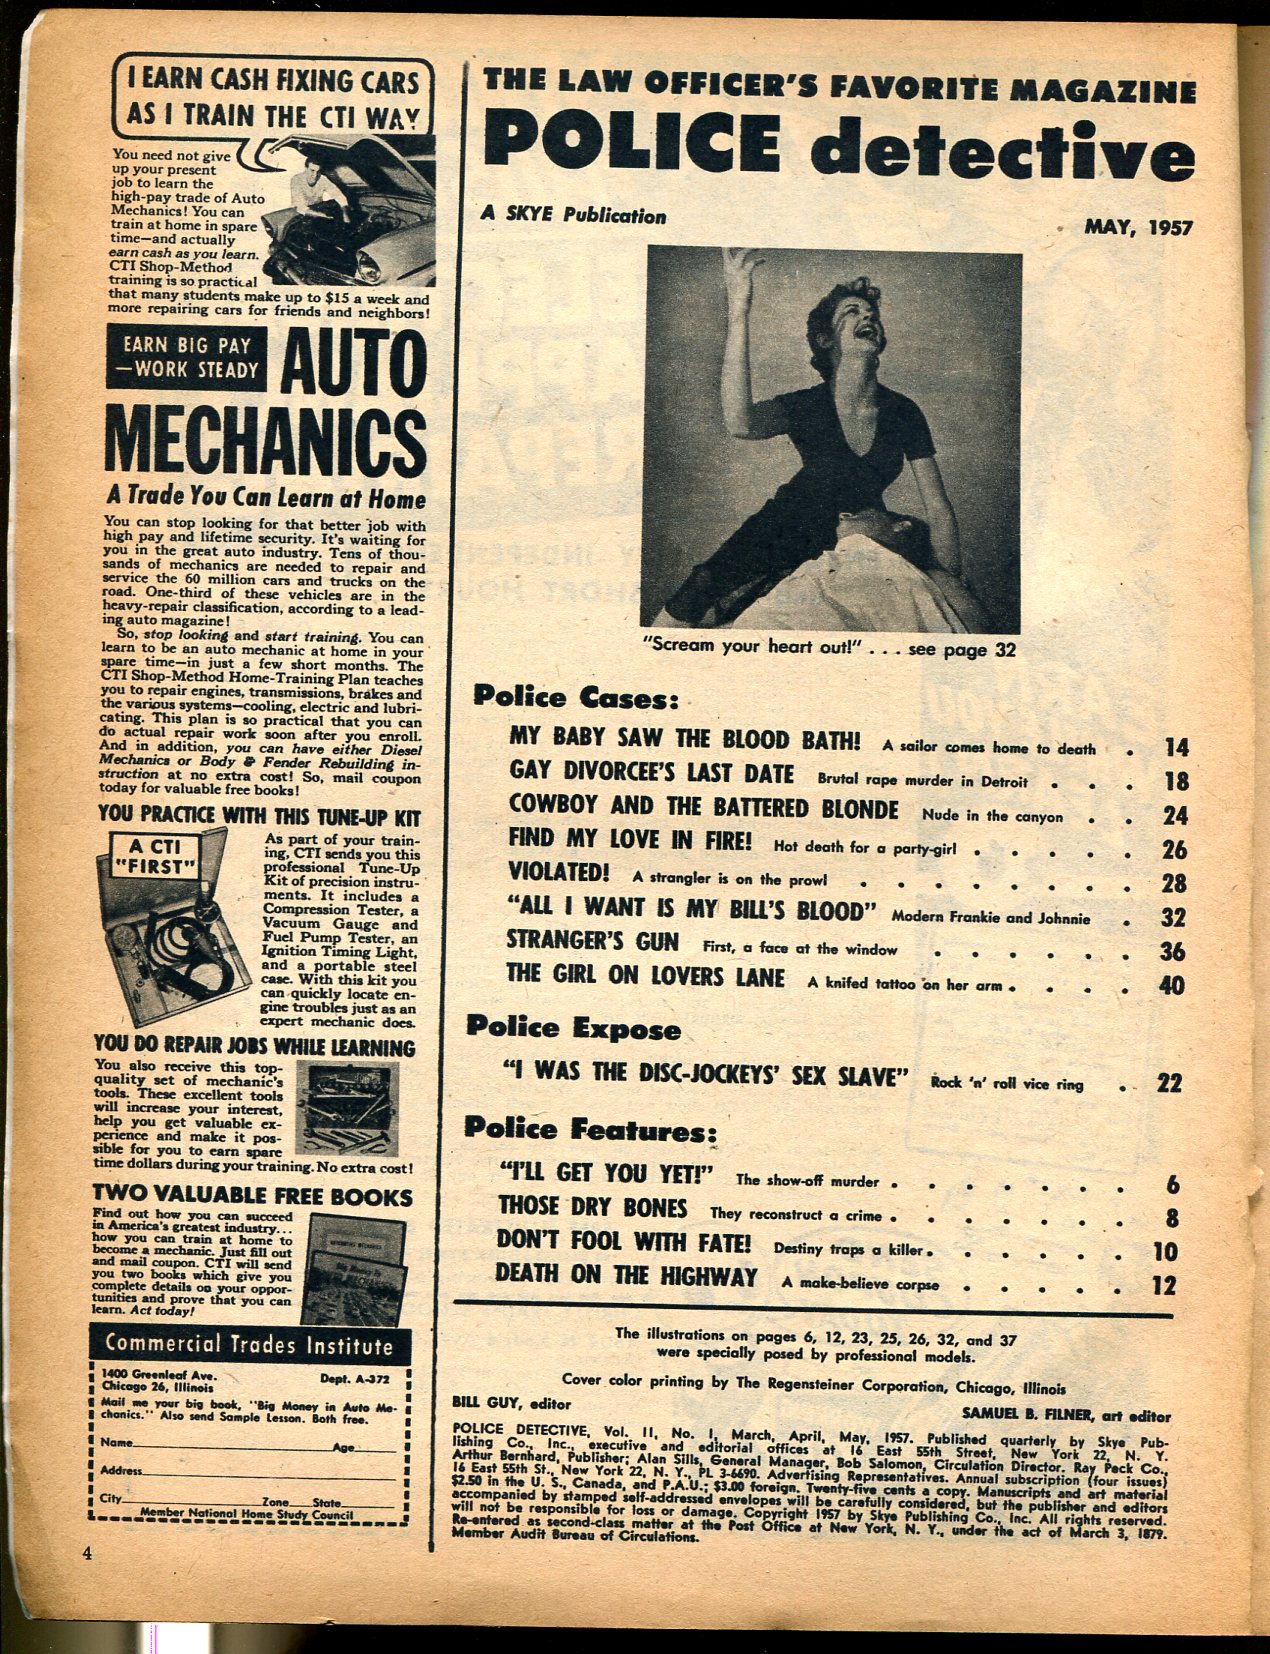 I EARN CASH FIXING CARS
AS I TRAIN THE CTI WAY
You need not give
up your present
job to learn the
high-pay trade of Auto
Mechanics! You can
train at home in spare
time—and actually
earn cash as you learn.
CTI Shop-Method
training is so practical
that many students make up to $15 a week and
more repairing cars for friends and neighbors!
EARN BIG PAY
—WORK STEADY
AUTO
MECHANICS
A Trade You Can Learn at Home
You can stop looking for that better job with
high pay and lifetime security. It's waiting for
you in the great auto industry. Tens of thou-
sands of mechanics are needed to repair and
service the 60 million cars and trucks on the
road. One-third of these vehicles are in the
heavy-repair classification, according to a lead-
ing auto magazine!
So, stop looking and start training. You can
learn to be an auto mechanic at home in your
spare time—in just a few short months. The
CTI Shop-Method Home-Training Plan teaches
you to repair engines, transmissions, brakes and
the various systems—cooling, electric and lubri-
cating. This plan is so practical that you can
do actual repair work soon after you enroll.
And in addition, you can have either Diesel
Mechanics or Body & Fender Rebuilding in-
struction at no extra cost! So, mail coupon
today for valuable free books!
YOU PRACTICE WITH THIS TUNE-UP KIT
A CTI
"FIRST"
As part of your train-
ing, CTI sends you this
professional Tune-Up
Kit of precision instru-
ments. It includes a
Compression Tester, a
Vacuum Gauge and
Fuel Pump Tester, an
Ignition Timing Light,
and a portable steel
case. With this kit you
can quickly locate en-
gine troubles just as an
expert mechanic does.
YOU DO REPAIR JOBS WHILE LEARNING
You also receive this top-
quality set of mechanic's
tools. These excellent tools
will increase your interest,
help you get valuable ex-
perience and make it pos-
sible for you to earn spare
time dollars during your training. No extra cost!
TWO VALUABLE FREE BOOKS
Find out how you can succeed
in America's greatest industry...
how you can train at home to
become a mechanic. Just fill out
and mail coupon. CTI will send
you two books which give you
complete details on your oppor-
tunities and prove that you can
learn. Act today!
Commercial Trades Institute
1400 Greenleaf Ave. Dept. A-372
Chicago 26, Illinois
Mail me your big book, "Big Money in Auto Me-
chanics." Also send Sample Lesson. Both free.
Name Age
Address
City Zone State
Member National Home Study Council
4
THE LAW OFFICER'S FAVORITE MAGAZINE
POLICE detective
A SKYE Publication
MAY, 1957
"Scream your heart out!" . . . see page 32
Police Cases:
MY BABY SAW THE BLOOD BATH! A sailor comes home to death . 14
GAY DIVORCEE'S LAST DATE Brutal rape murder in Detroit . . . 18
COWBOY AND THE BATTERED BLONDE Nude in the canyon . . 24
FIND MY LOVE IN FIRE! Hot death for a party-girl . . . . . 26
VIOLATED! A strangler is on the prowl . . . . . . . . 28
"ALL I WANT IS MY BILL'S BLOOD" Modern Frankie and Johnnie . 32
STRANGER'S GUN First, a face at the window . . . . . . 36
THE GIRL ON LOVERS LANE A knifed tattoo on her arm . . . . . 40
Police Expose
"I WAS THE DISC-JOCKEYS' SEX SLAVE" Rock 'n' roll vice ring . 22
Police Features:
"I'LL GET YOU YET!" The show-off murder . . . . . . . 6
THOSE DRY BONES They reconstruct a crime . . . . . . . 8
DON'T FOOL WITH FATE! Destiny traps a killer . . . . . . 10
DEATH ON THE HIGHWAY A make-believe corpse . . . . . 12
The illustrations on pages 6, 12, 23, 25, 26, 32, and 37
were specially posed by professional models.
Cover color printing by The Regensteiner Corporation, Chicago, Illinois
BILL GUY, editor
SAMUEL B. FILNER, art editor
POLICE DETECTIVE, Vol. II, No. I, March, April, May, 1957. Published quarterly by Skye Pub-
lishing Co., Inc., executive and editorial offices at 16 East 55th Street, New York 22, N. Y.
Arthur Bernhard, Publisher; Alan Sills, General Manager, Bob Salomon, Circulation Director. Ray Peck Co.,
16 East 55th St., New York 22, N. Y., PL 3-6690. Advertising Representatives. Annual subscription (four issues)
$2.50 in the U. S., Canada, and P.A.U.; $3.00 foreign. Twenty-five cents a copy. Manuscripts and art material
accompanied by stamped self-addressed envelopes will be carefully considered, but the publisher and editors
will not be responsible for loss or damage. Copyright 1957 by Skye Publishing Co., Inc. All rights reserved.
Re-entered as second-class matter at the Post Office at New York, N. Y., under the act of March 3, 1879.
Member Audit Bureau of Circulations.